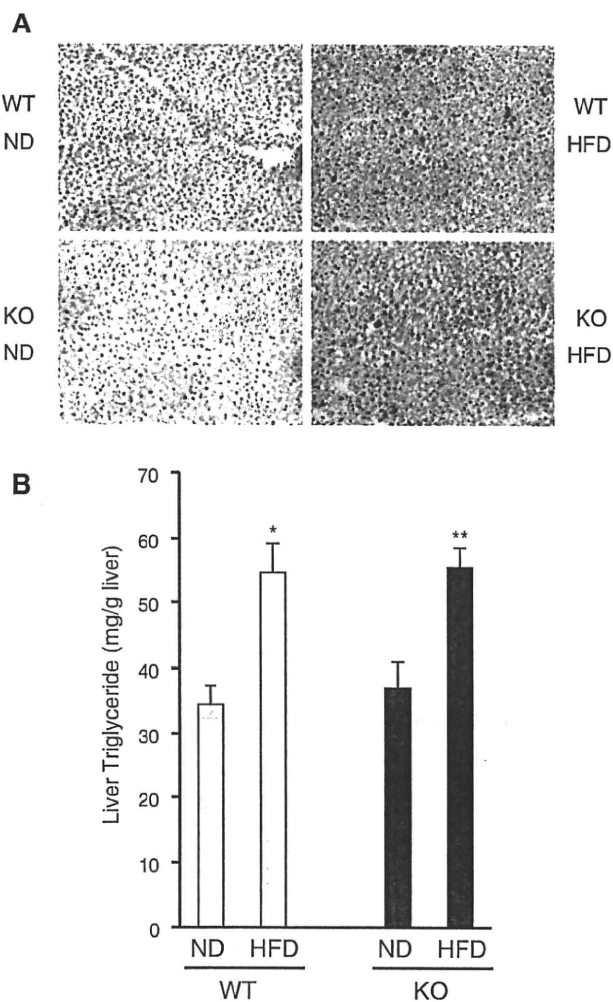 A
WT
ND
WT
HFD
KO
ND
KO
HFD
B
Liver Triglyceride (mg/g liver)
70
60
50
40
30
20
10
0
*
**
ND HFD ND HFD
WT KO